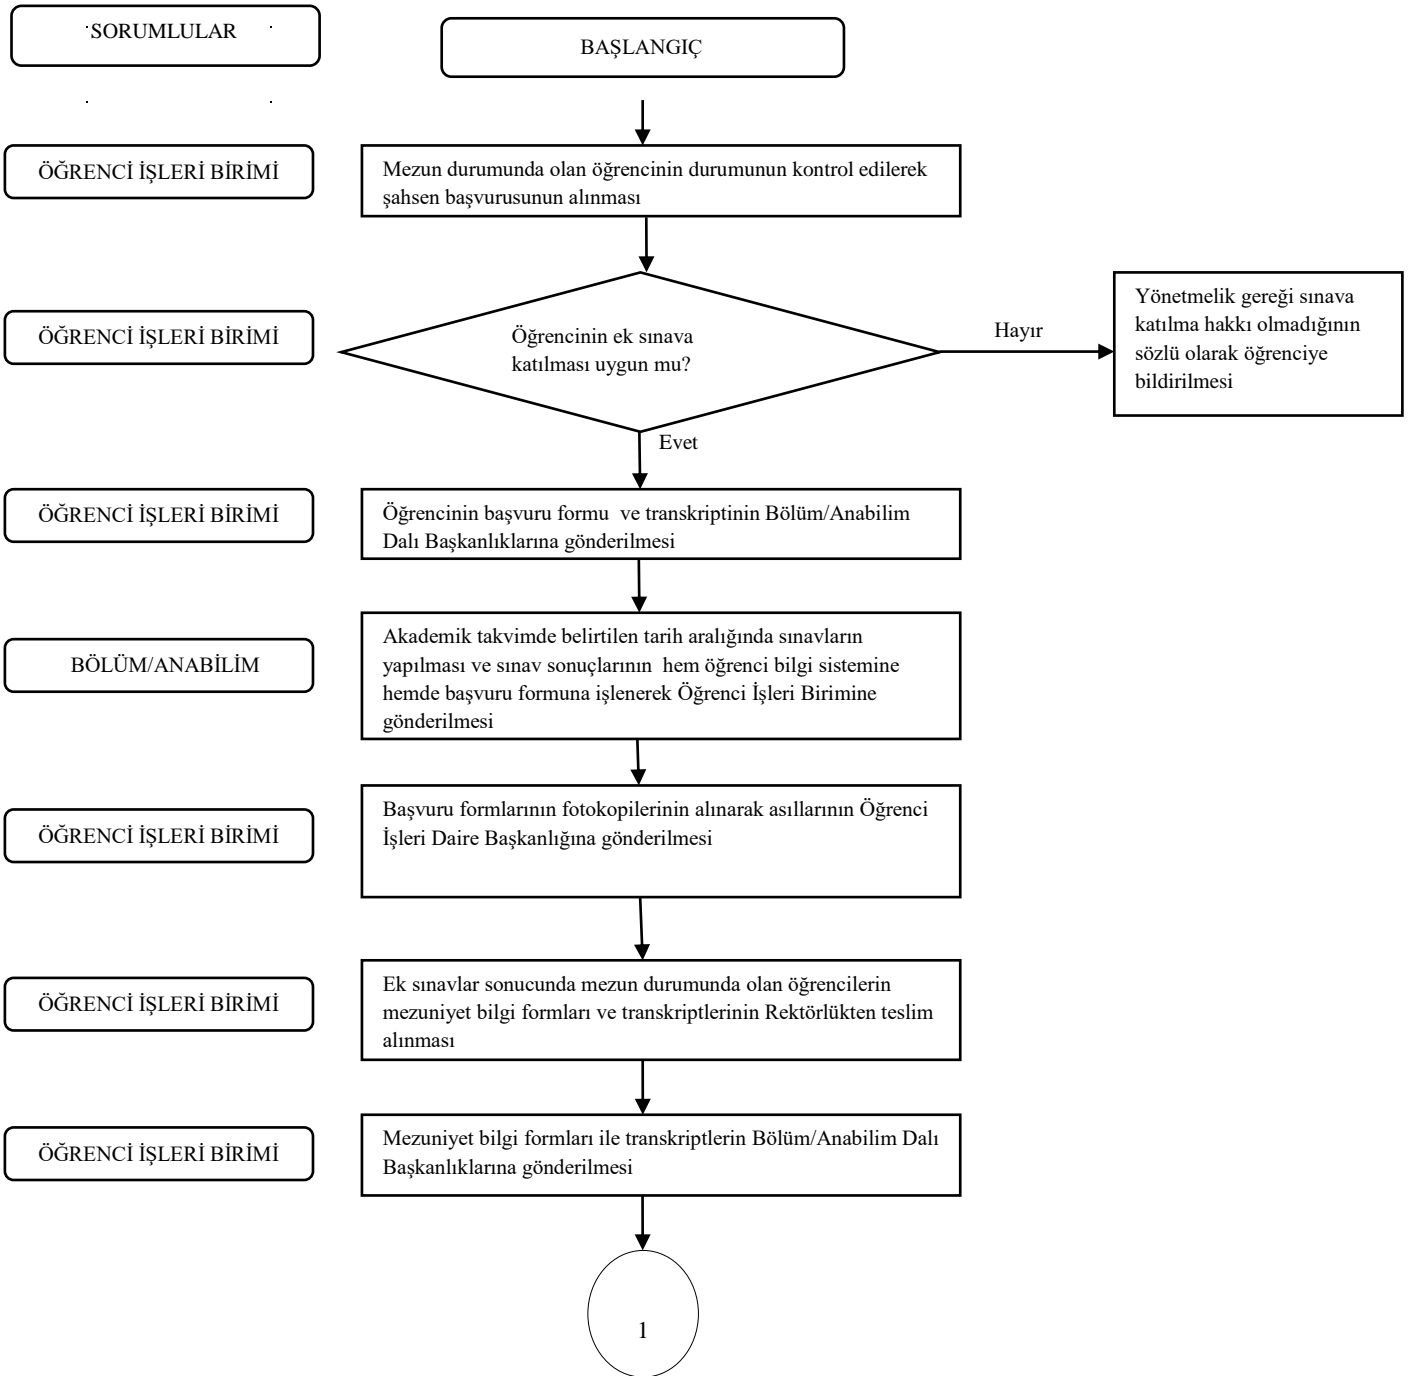 SORUMLULAR
BAŞLANGIÇ
ÖĞRENCİ İŞLERİ BİRİMİ
Mezun durumunda olan öğrencinin durumunun kontrol edilerek
şahsen başvurusunun alınması
ÖĞRENCİ İŞLERİ BİRİMİ
Öğrencinin ek sınava
katılması uygun mu?
Hayır
Yönetmelik gereği sınava
katılma hakkı olmadığının
sözlü olarak öğrenciye
bildirilmesi
Evet
ÖĞRENCİ İŞLERİ BİRİMİ
Öğrencinin başvuru formu  ve transkriptinin Bölüm/Anabilim
Dalı Başkanlıklarına gönderilmesi
BÖLÜM/ANABİLİM
Akademik takvimde belirtilen tarih aralığında sınavların
yapılması ve sınav sonuçlarının  hem öğrenci bilgi sistemine
hemde başvuru formuna işlenerek Öğrenci İşleri Birimine
gönderilmesi
ÖĞRENCİ İŞLERİ BİRİMİ
Başvuru formlarının fotokopilerinin alınarak asıllarının Öğrenci
İşleri Daire Başkanlığına gönderilmesi
ÖĞRENCİ İŞLERİ BİRİMİ
Ek sınavlar sonucunda mezun durumunda olan öğrencilerin
mezuniyet bilgi formları ve transkriptlerinin Rektörlükten teslim
alınması
ÖĞRENCİ İŞLERİ BİRİMİ
Mezuniyet bilgi formları ile transkriptlerin Bölüm/Anabilim Dalı
Başkanlıklarına gönderilmesi
1